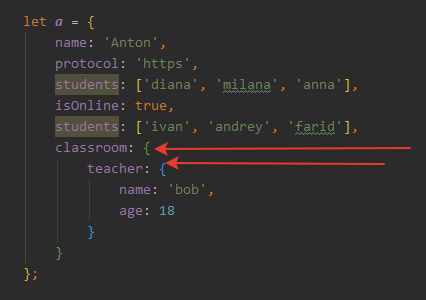 let a = {
name: 'Anton',
protocol: 'https',
students: ['diana', 'milana', 'anna'],
isOnline: true,
students: ['ivan', 'andrey', 'farid'],
classroom: {
teacher: {
name: 'bob',
age: 18
}
}
};